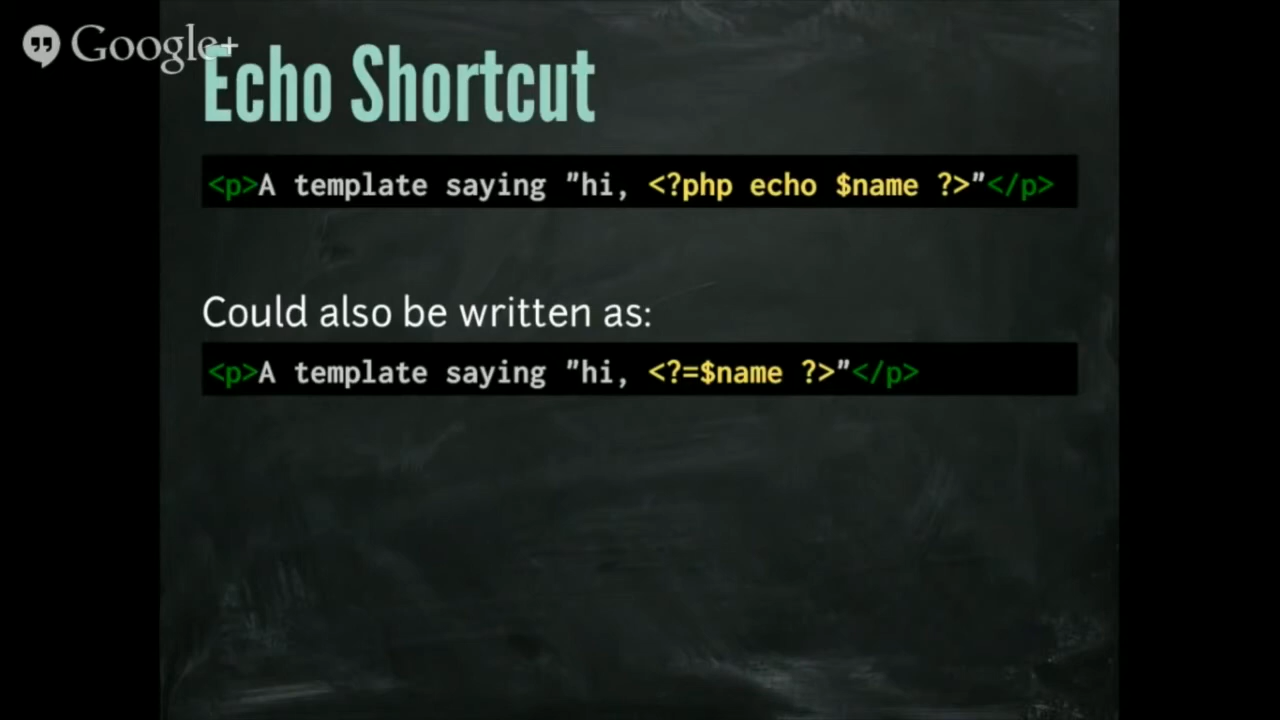 Google+
Echo Shortcut
<p>A template saying "hi, <?php echo $name ?>"</p>
Could also be written as:
<p>A template saying "hi, <?=$name ?>"</p>